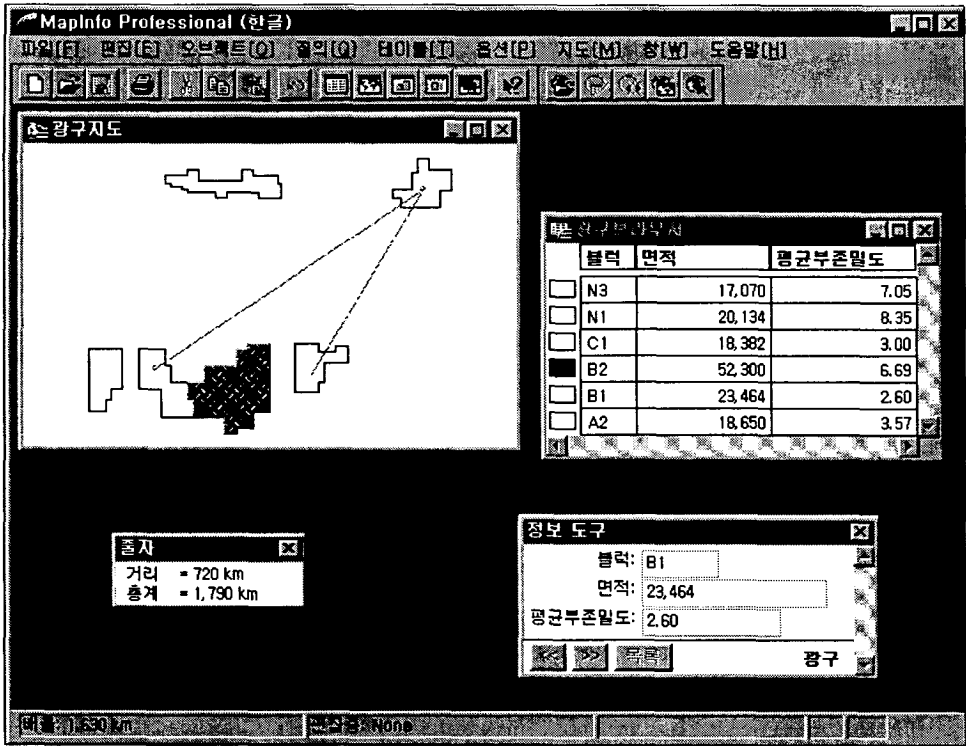 MapInfo Professional (한글)
파일[F] 편집[E] 오브젝트[O] 질의[Q] 테이블[T] 옵션[P] 지도[M] 창[W] 도움말[H]
광구지도
블럭 면적 평균부존밀도
N3 17,070 7.05
N1 20,134 8.35
C1 18,382 3.00
B2 52,300 6.69
B1 23,464 2.60
A2 18,650 3.57
줄자
거리 = 720 km
총계 = 1,790 km
정보 도구
블럭: B1
면적: 23,464
평균부존밀도: 2.60
<< >> 목록 광구
1,630 km None